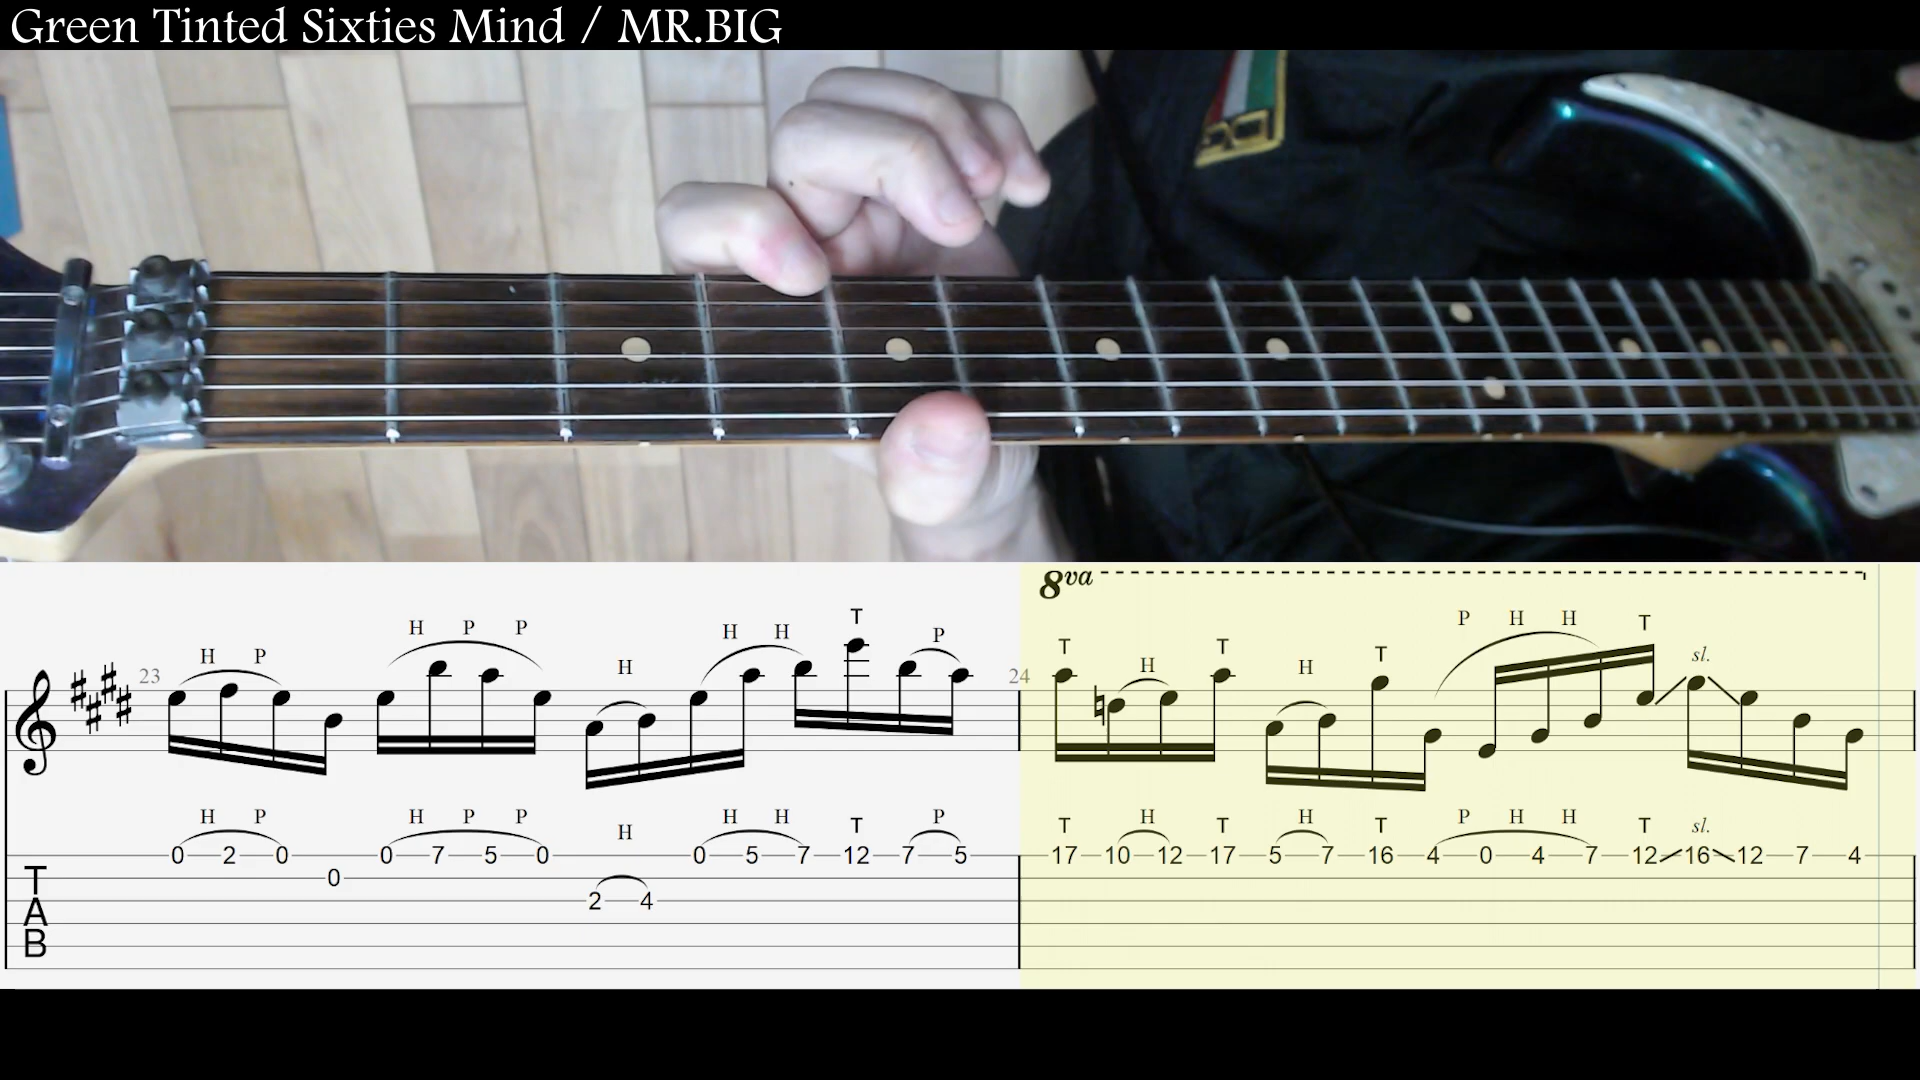 Green Tinted Sixties Mind / MR.BIG
8va
T
H P P H H T P T H T H T P H H T sl.
H P H
23 24
H P H P P H H H T P T H T H T P H H T sl.
0 2 0 0 7 5 0 0 5 7 12 7 5 17 10 12 17 5 7 16 4 0 4 7 12 16 12 7 4
T 0
A 2 4
B